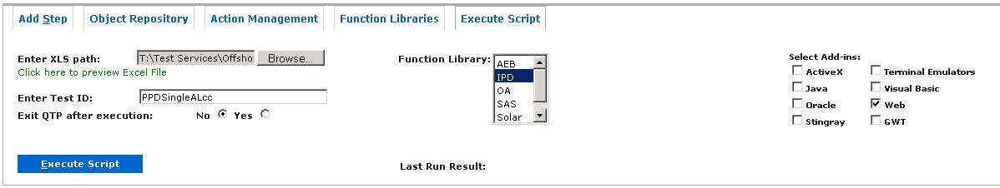 Add Step Object Repository Action Management Function Libraries Execute Script
Enter XLS path: T:\Test Services\Offsho Browse... Function Library: Select Add-ins:
Click here to preview Excel File
AEB
IPD
OA
SAS
Solar
ActiveX Terminal Emulators
Java Visual Basic
Oracle Web
Stingray GWT
Enter Test ID: PPDSingleALcc
Exit QTP after execution: No Yes
Execute Script Last Run Result: